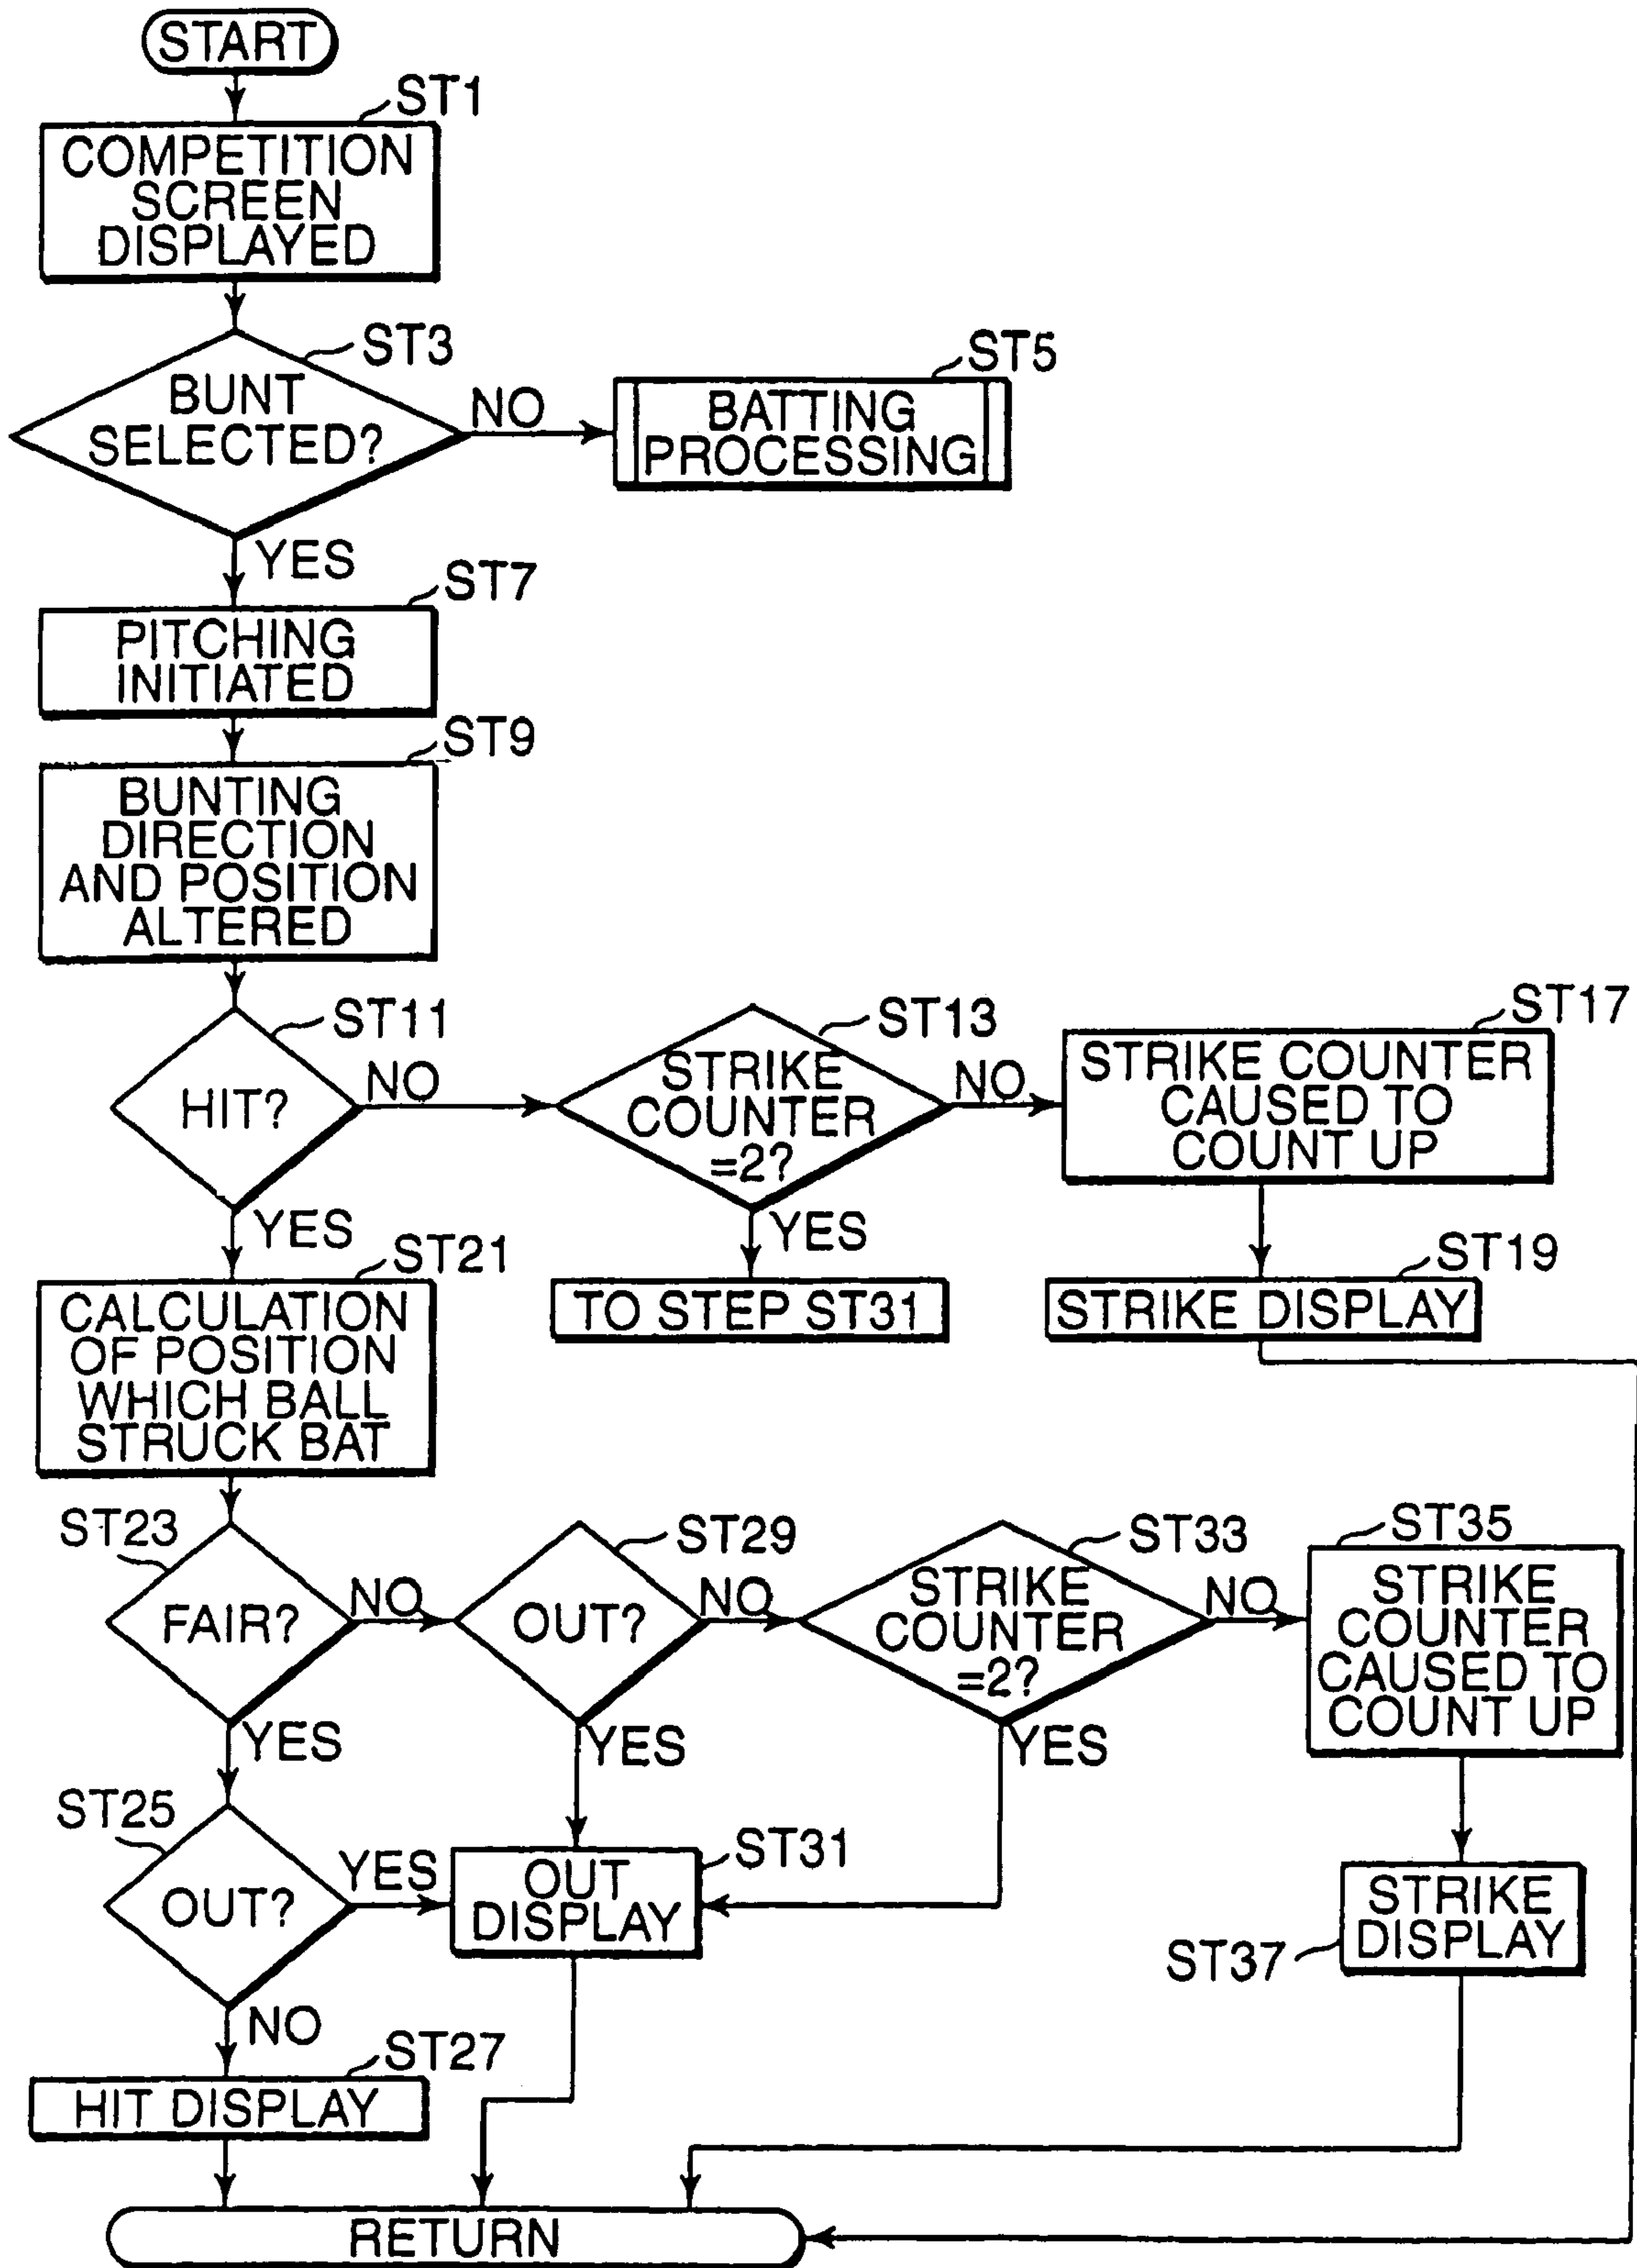 START
ST1
COMPETITION
SCREEN
DISPLAYED
ST3
BUNT
SELECTED?
NO
ST5
BATTING
PROCESSING
YES
ST7
PITCHING
INITIATED
ST9
BUNTING
DIRECTION
AND POSITION
ALTERED
ST11
HIT?
NO
ST13
STRIKE
COUNTER
=2?
NO
ST17
STRIKE COUNTER
CAUSED TO
COUNT UP
YES
YES
ST19
TO STEP ST31
STRIKE DISPLAY
ST21
CALCULATION
OF POSITION
WHICH BALL
STRUCK BAT
ST23
FAIR?
NO
ST29
OUT?
NO
ST33
STRIKE
COUNTER
=2?
NO
ST35
STRIKE
COUNTER
CAUSED TO
COUNT UP
YES
YES
YES
ST25
OUT?
YES
ST31
OUT
DISPLAY
STRIKE
DISPLAY
ST37
NO
ST27
HIT DISPLAY
RETURN